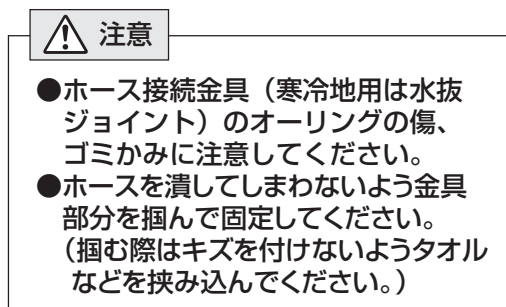 注意
●ホース接続金具（寒冷地用は水抜
ジョイント）のオーリングの傷、
ゴミかみに注意してください。
●ホースを潰してしまわないよう金具
部分を掴んで固定してください。
（掴む際はキズを付けないようタオル
などを挟み込んでください。）